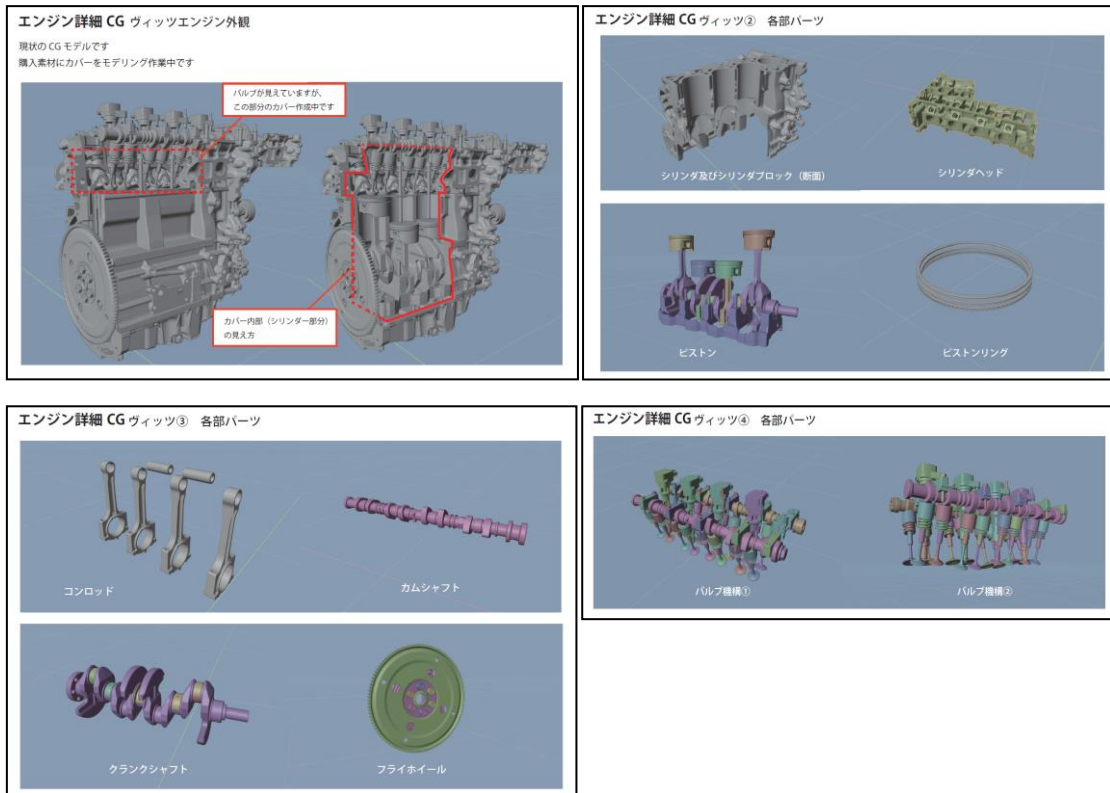 エンジン詳細 CG ヴィッツエンジン外観
現状の CG モデルです
購入素材にカバーをモデリング作業中です
バルブが見えていますが、
この部分のカバー作成中です
カバー内部（シリンダー部分）
の見え方
エンジン詳細 CG ヴィッツ② 各部パーツ
シリンダ及びシリンダブロック（断面）
シリンダヘッド
ピストン
ピストンリング
エンジン詳細 CG ヴィッツ③ 各部パーツ
コンロッド
カムシャフト
クランクシャフト
フライホイール
エンジン詳細 CG ヴィッツ④ 各部パーツ
バルブ機構①
バルブ機構②